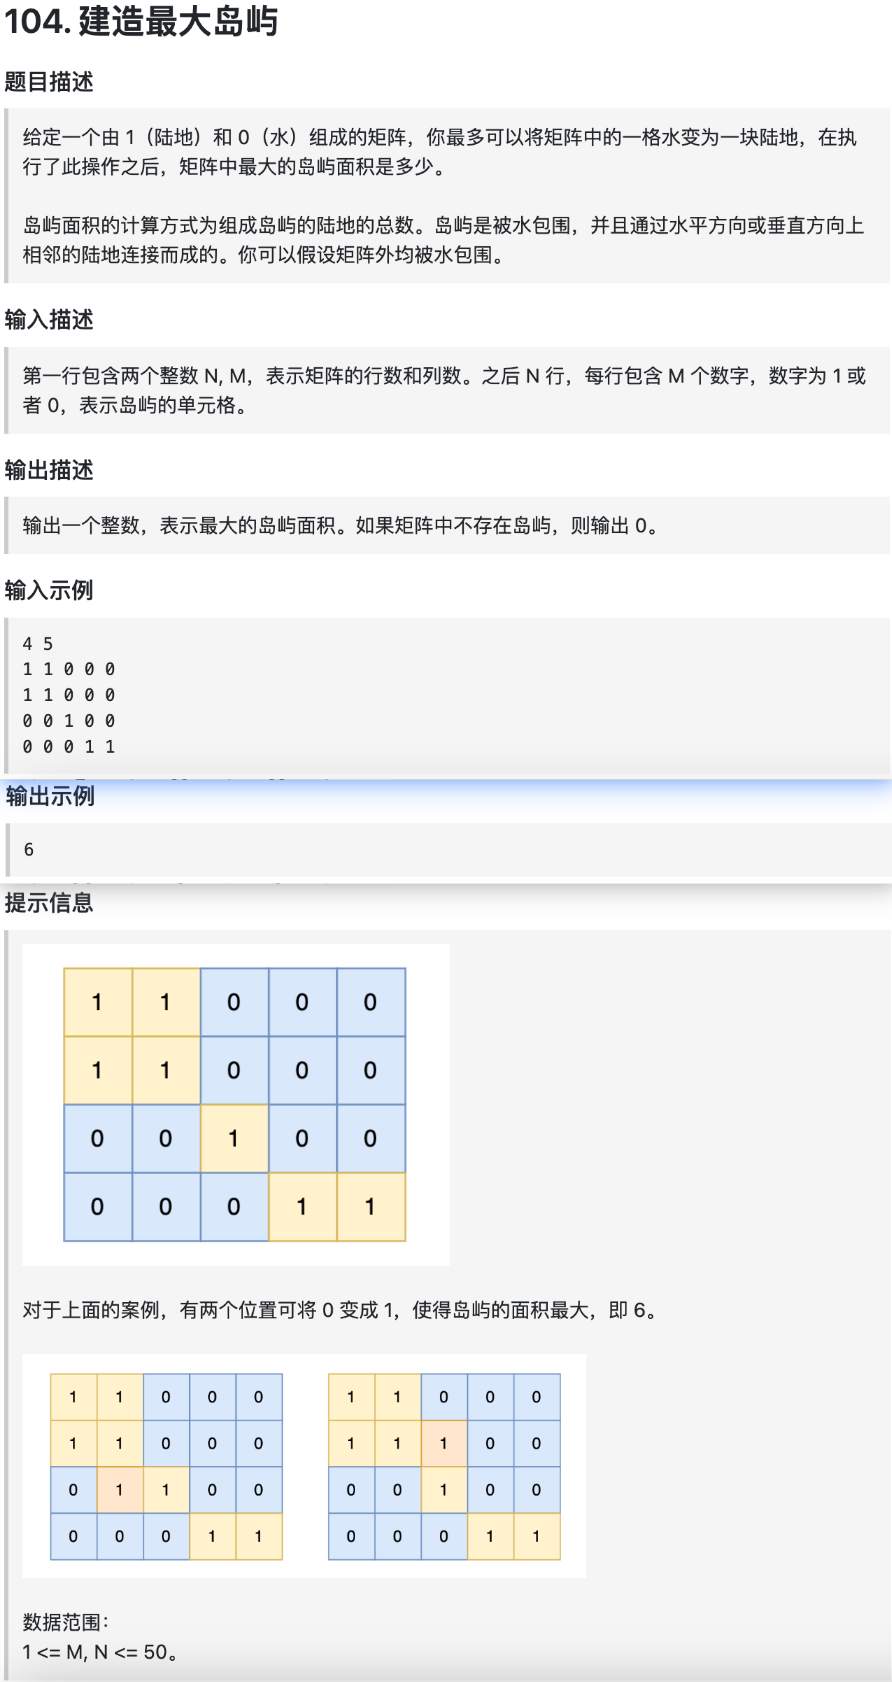 104. 建造最大岛屿
题目描述
给定一个由 1（陆地）和 0（水）组成的矩阵，你最多可以将矩阵中的一格水变为一块陆地，在执
行了此操作之后，矩阵中最大的岛屿面积是多少。
岛屿面积的计算方式为组成岛屿的陆地的总数。岛屿是被水包围，并且通过水平方向或垂直方向上
相邻的陆地连接而成的。你可以假设矩阵外均被水包围。
输入描述
第一行包含两个整数 N, M，表示矩阵的行数和列数。之后 N 行，每行包含 M 个数字，数字为 1 或
者 0，表示岛屿的单元格。
输出描述
输出一个整数，表示最大的岛屿面积。如果矩阵中不存在岛屿，则输出 0。
输入示例
4 5
1 1 0 0 0
1 1 0 0 0
0 0 1 0 0
0 0 0 1 1
输出示例
6
提示信息
1 1 0 0 0
1 1 0 0 0
0 0 1 0 0
0 0 0 1 1
对于上面的案例，有两个位置可将 0 变成 1，使得岛屿的面积最大，即 6。
1 1 0 0 0
1 1 0 0 0
0 1 1 0 0
0 0 0 1 1
1 1 0 0 0
1 1 1 0 0
0 0 1 0 0
0 0 0 1 1
数据范围：
1 <= M, N <= 50。